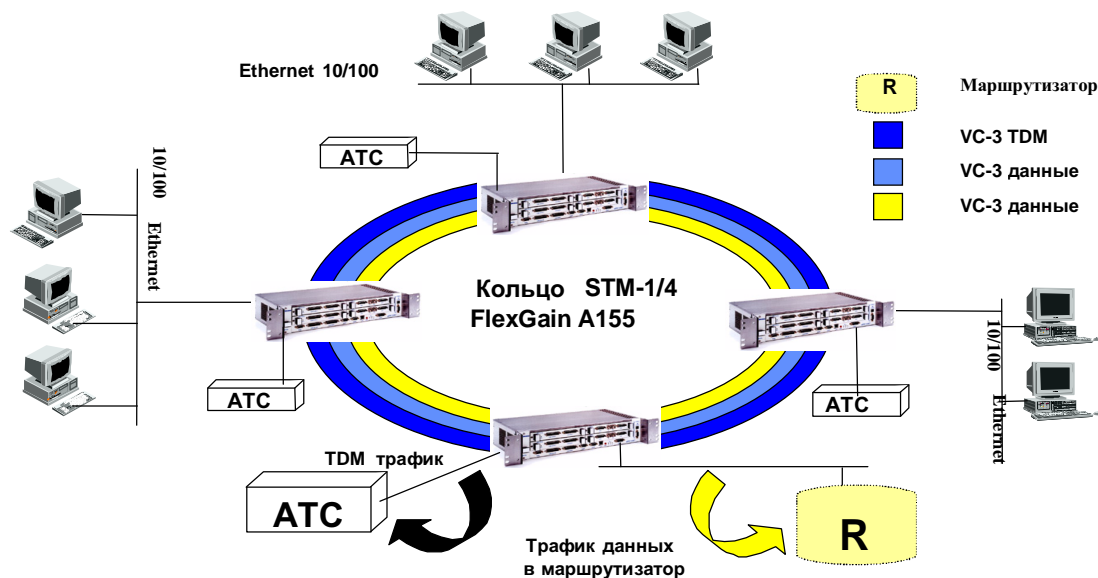 Ethernet 10/100
R
Маршрутизатор
VC-3 TDM
VC-3 данные
VC-3 данные
АТС
10/100
Ethernet
Кольцо STM-1/4
FlexGain A155
10/100
Ethernet
АТС
АТС
TDM трафик
АТС
R
Трафик данных
в маршрутизатор